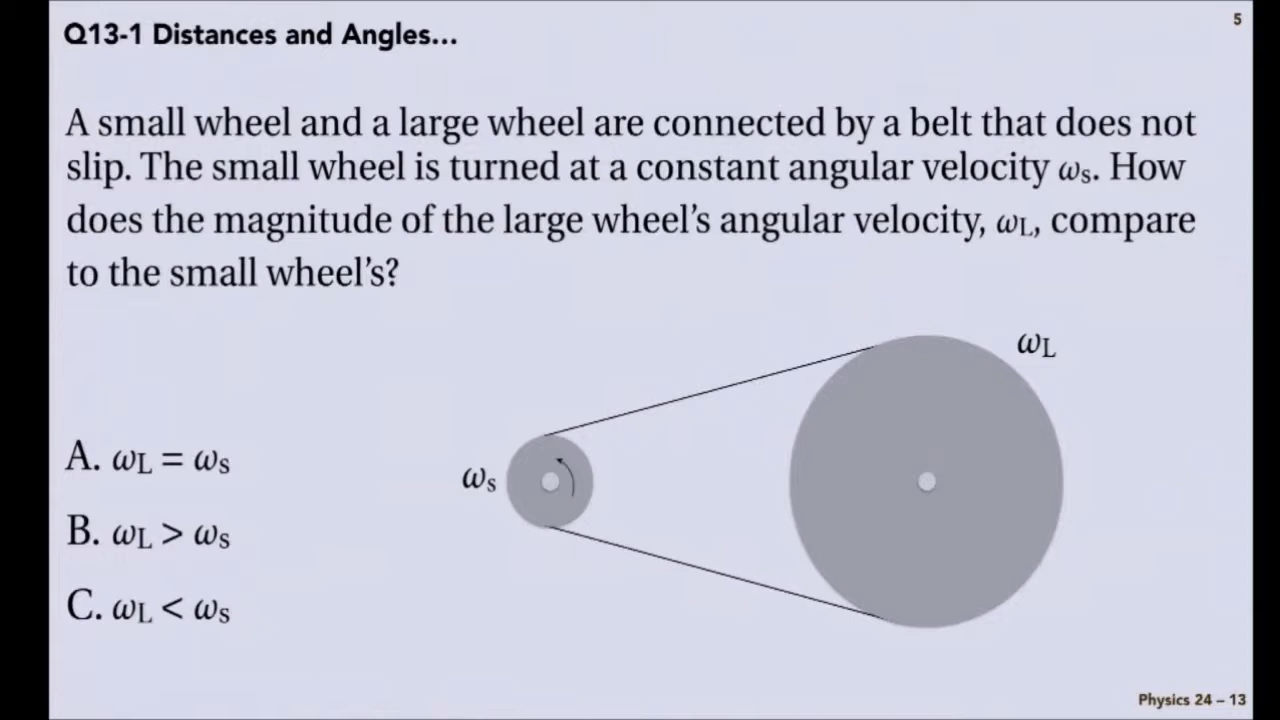 5
Q13-1 Distances and Angles...
A small wheel and a large wheel are connected by a belt that does not
slip. The small wheel is turned at a constant angular velocity ωs. How
does the magnitude of the large wheel’s angular velocity, ωL, compare
to the small wheel’s?
ωL
A. ωL = ωs
ωs
B. ωL > ωs
C. ωL < ωs
Physics 24 – 13